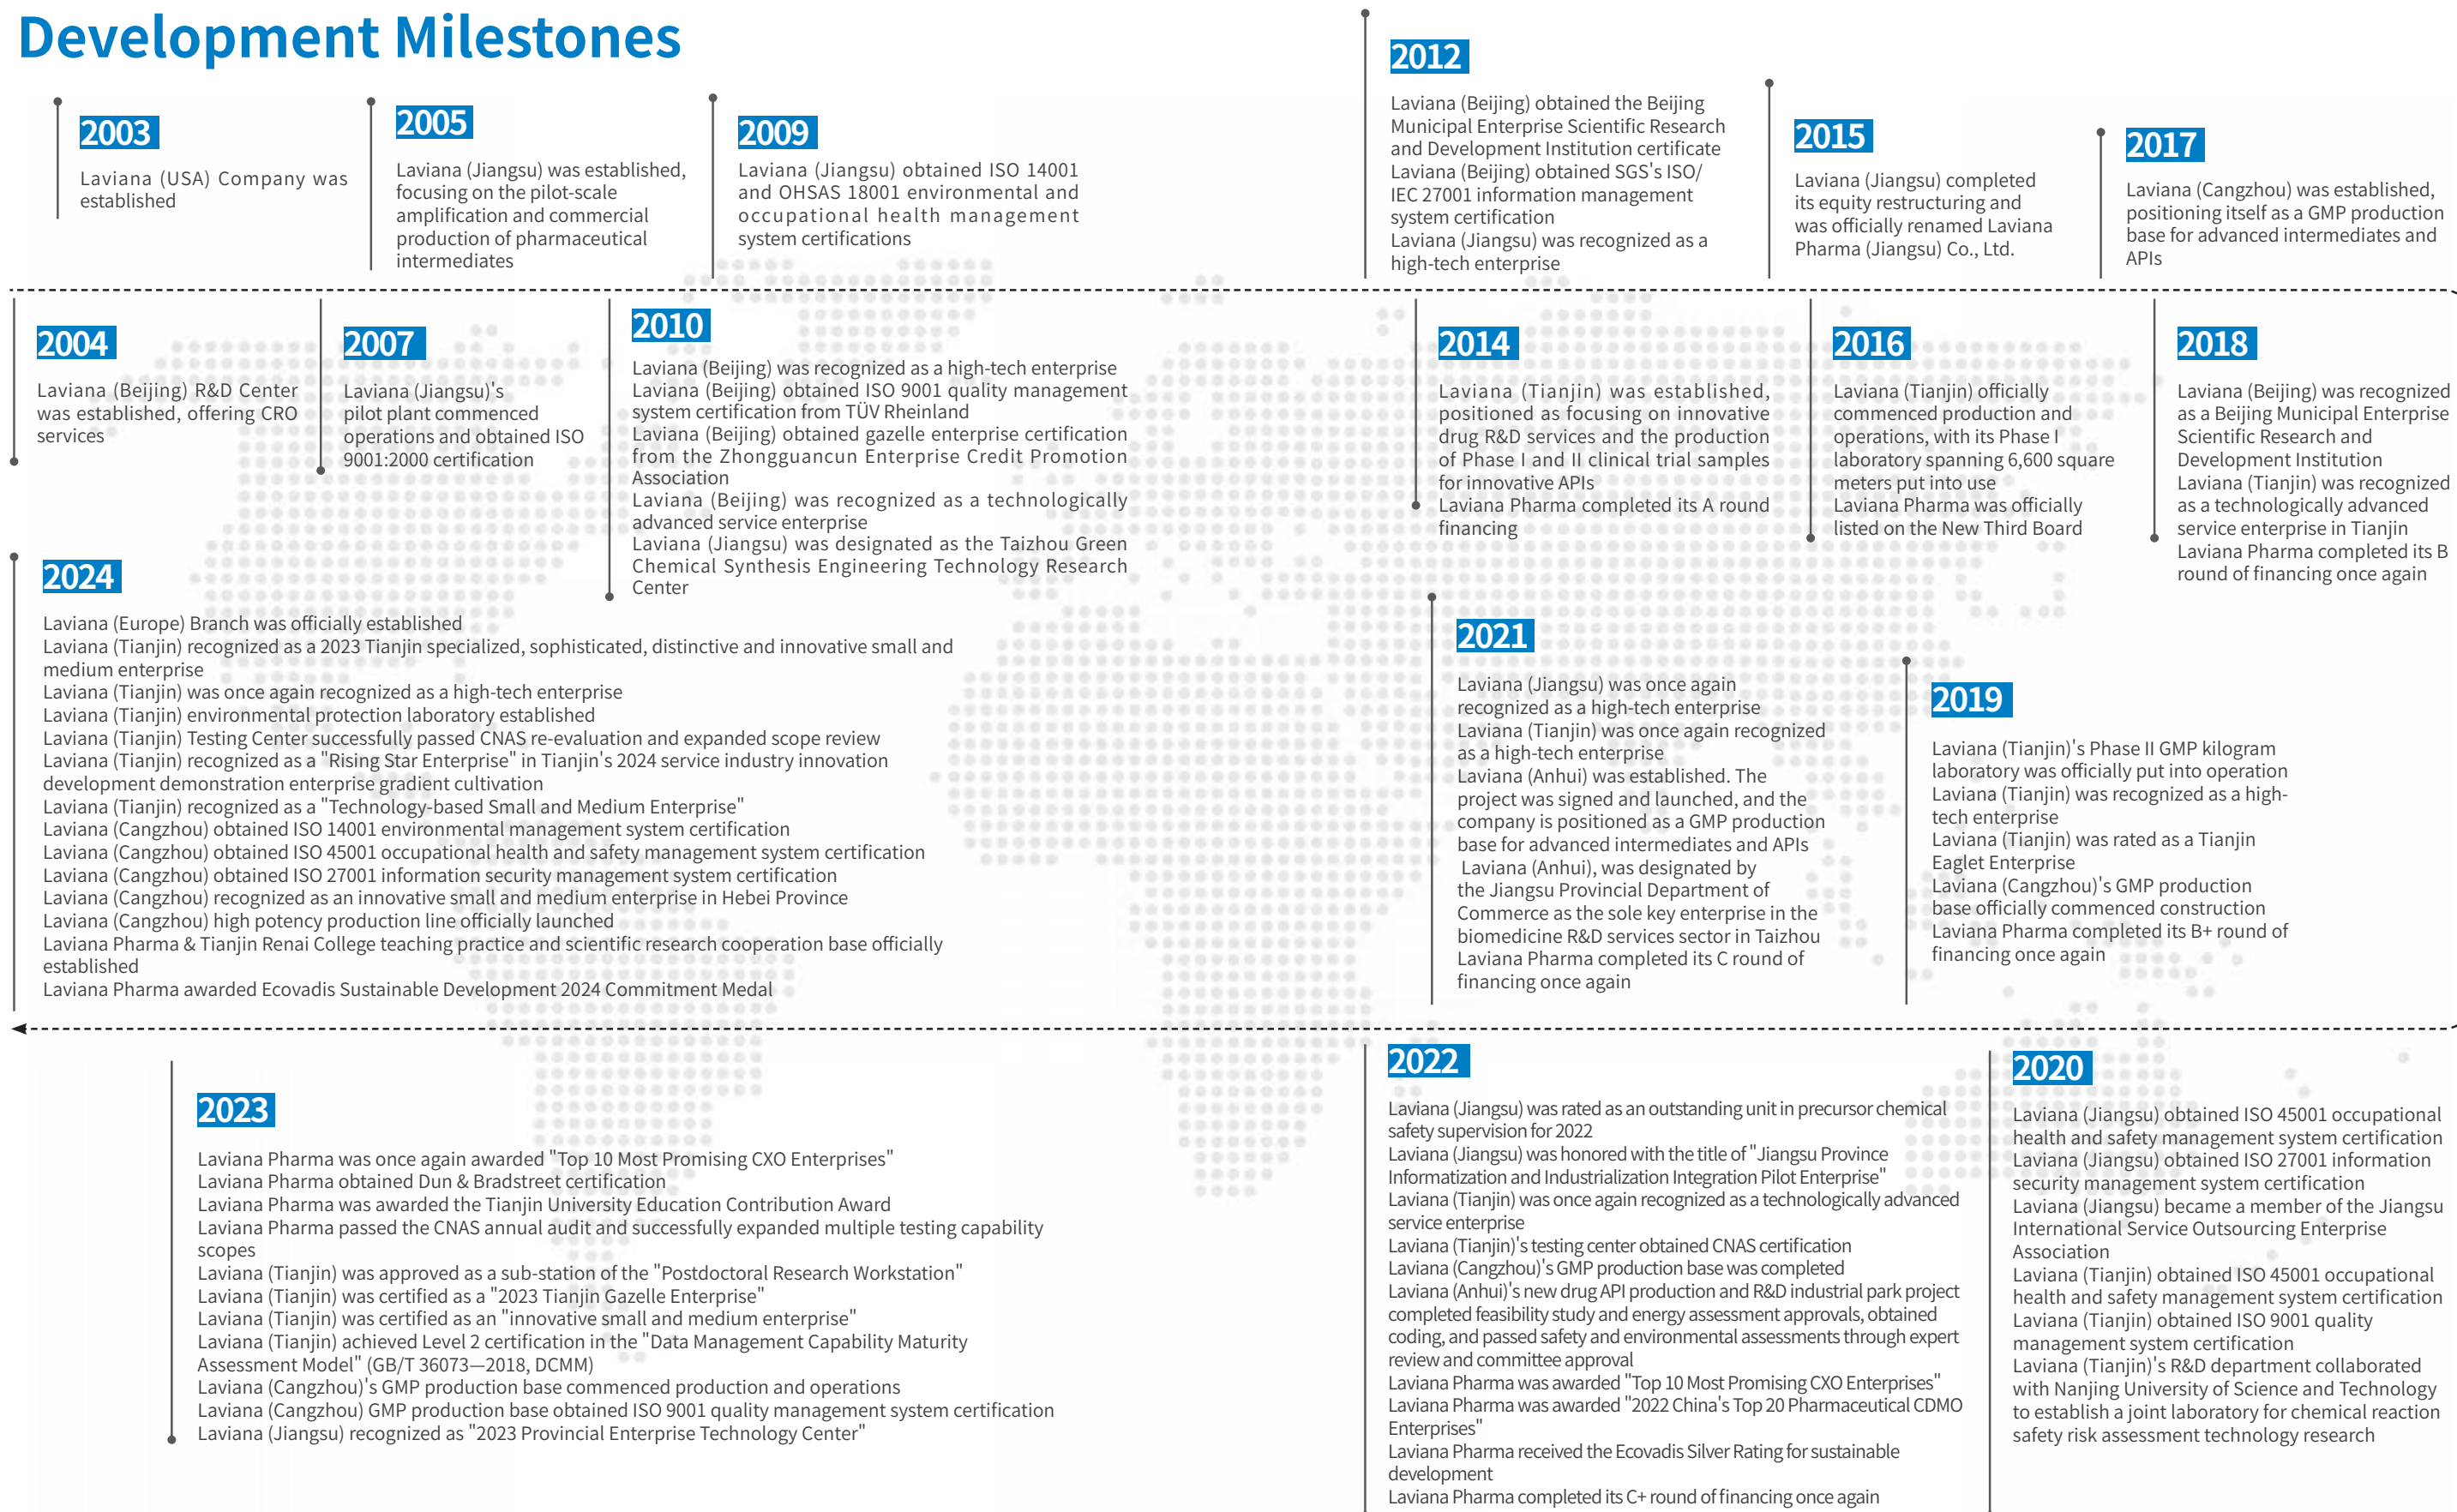 Development Milestones
2003
Laviana (USA) Company was
established
2005
Laviana (Jiangsu) was established,
focusing on the pilot-scale
amplification and commercial
production of pharmaceutical
intermediates
2009
Laviana (Jiangsu) obtained ISO 14001
and OHSAS 18001 environmental and
occupational health management
system certifications
2012
Laviana (Beijing) obtained the Beijing
Municipal Enterprise Scientific Research
and Development Institution certificate
Laviana (Beijing) obtained SGS's ISO/
IEC 27001 information management
system certification
Laviana (Jiangsu) was recognized as a
high-tech enterprise
2015
Laviana (Jiangsu) completed
its equity restructuring and
was officially renamed Laviana
Pharma (Jiangsu) Co., Ltd.
2017
Laviana (Cangzhou) was established,
positioning itself as a GMP production
base for advanced intermediates and
APIs
2004
Laviana (Beijing) R&D Center
was established, offering CRO
services
2007
Laviana (Jiangsu)'s
pilot plant commenced
operations and obtained ISO
9001:2000 certification
2010
Laviana (Beijing) was recognized as a high-tech enterprise
Laviana (Beijing) obtained ISO 9001 quality management
system certification from TÜV Rheinland
Laviana (Beijing) obtained gazelle enterprise certification
from the Zhongguancun Enterprise Credit Promotion
Association
Laviana (Beijing) was recognized as a technologically
advanced service enterprise
Laviana (Jiangsu) was designated as the Taizhou Green
Chemical Synthesis Engineering Technology Research
Center
2014
Laviana (Tianjin) was established,
positioned as focusing on innovative
drug R&D services and the production
of Phase I and II clinical trial samples
for innovative APIs
Laviana Pharma completed its A round
financing
2016
Laviana (Tianjin) officially
commenced production and
operations, with its Phase I
laboratory spanning 6,600 square
meters put into use
Laviana Pharma was officially
listed on the New Third Board
2018
Laviana (Beijing) was recognized
as a Beijing Municipal Enterprise
Scientific Research and
Development Institution
Laviana (Tianjin) was recognized
as a technologically advanced
service enterprise in Tianjin
Laviana Pharma completed its B
round of financing once again
2024
Laviana (Europe) Branch was officially established
Laviana (Tianjin) recognized as a 2023 Tianjin specialized, sophisticated, distinctive and innovative small and
medium enterprise
Laviana (Tianjin) was once again recognized as a high-tech enterprise
Laviana (Tianjin) environmental protection laboratory established
Laviana (Tianjin) Testing Center successfully passed CNAS re-evaluation and expanded scope review
Laviana (Tianjin) recognized as a "Rising Star Enterprise" in Tianjin's 2024 service industry innovation
development demonstration enterprise gradient cultivation
Laviana (Tianjin) recognized as a "Technology-based Small and Medium Enterprise"
Laviana (Cangzhou) obtained ISO 14001 environmental management system certification
Laviana (Cangzhou) obtained ISO 45001 occupational health and safety management system certification
Laviana (Cangzhou) obtained ISO 27001 information security management system certification
Laviana (Cangzhou) recognized as an innovative small and medium enterprise in Hebei Province
Laviana (Cangzhou) high potency production line officially launched
Laviana Pharma & Tianjin Renai College teaching practice and scientific research cooperation base officially
established
Laviana Pharma awarded Ecovadis Sustainable Development 2024 Commitment Medal
2021
Laviana (Jiangsu) was once again
recognized as a high-tech enterprise
Laviana (Tianjin) was once again recognized
as a high-tech enterprise
Laviana (Anhui) was established. The
project was signed and launched, and the
company is positioned as a GMP production
base for advanced intermediates and APIs
Laviana (Anhui), was designated by
the Jiangsu Provincial Department of
Commerce as the sole key enterprise in the
biomedicine R&D services sector in Taizhou
Laviana Pharma completed its C round of
financing once again
2019
Laviana (Tianjin)'s Phase II GMP kilogram
laboratory was officially put into operation
Laviana (Tianjin) was recognized as a high-
tech enterprise
Laviana (Tianjin) was rated as a Tianjin
Eaglet Enterprise
Laviana (Cangzhou)'s GMP production
base officially commenced construction
Laviana Pharma completed its B+ round of
financing once again
2023
Laviana Pharma was once again awarded "Top 10 Most Promising CXO Enterprises"
Laviana Pharma obtained Dun & Bradstreet certification
Laviana Pharma was awarded the Tianjin University Education Contribution Award
Laviana Pharma passed the CNAS annual audit and successfully expanded multiple testing capability
scopes
Laviana (Tianjin) was approved as a sub-station of the "Postdoctoral Research Workstation"
Laviana (Tianjin) was certified as a "2023 Tianjin Gazelle Enterprise"
Laviana (Tianjin) was certified as an "innovative small and medium enterprise"
Laviana (Tianjin) achieved Level 2 certification in the "Data Management Capability Maturity
Assessment Model" (GB/T 36073—2018, DCMM)
Laviana (Cangzhou)'s GMP production base commenced production and operations
Laviana (Cangzhou) GMP production base obtained ISO 9001 quality management system certification
Laviana (Jiangsu) recognized as "2023 Provincial Enterprise Technology Center"
2022
Laviana (Jiangsu) was rated as an outstanding unit in precursor chemical
safety supervision for 2022
Laviana (Jiangsu) was honored with the title of "Jiangsu Province
Informatization and Industrialization Integration Pilot Enterprise"
Laviana (Tianjin) was once again recognized as a technologically advanced
service enterprise
Laviana (Tianjin)'s testing center obtained CNAS certification
Laviana (Cangzhou)'s GMP production base was completed
Laviana (Anhui)'s new drug API production and R&D industrial park project
completed feasibility study and energy assessment approvals, obtained
coding, and passed safety and environmental assessments through expert
review and committee approval
Laviana Pharma was awarded "Top 10 Most Promising CXO Enterprises"
Laviana Pharma was awarded "2022 China's Top 20 Pharmaceutical CDMO
Enterprises"
Laviana Pharma received the Ecovadis Silver Rating for sustainable
development
Laviana Pharma completed its C+ round of financing once again
2020
Laviana (Jiangsu) obtained ISO 45001 occupational
health and safety management system certification
Laviana (Jiangsu) obtained ISO 27001 information
security management system certification
Laviana (Jiangsu) became a member of the Jiangsu
International Service Outsourcing Enterprise
Association
Laviana (Tianjin) obtained ISO 45001 occupational
health and safety management system certification
Laviana (Tianjin) obtained ISO 9001 quality
management system certification
Laviana (Tianjin)'s R&D department collaborated
with Nanjing University of Science and Technology
to establish a joint laboratory for chemical reaction
safety risk assessment technology research